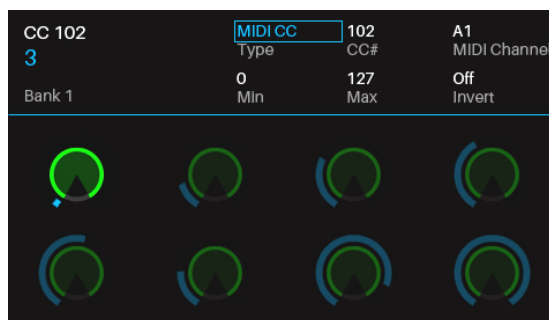 CC 102
3
Bank 1
MIDI CC 102 A1
Type CC# MIDI Channel
0 127 Off
Min Max Invert